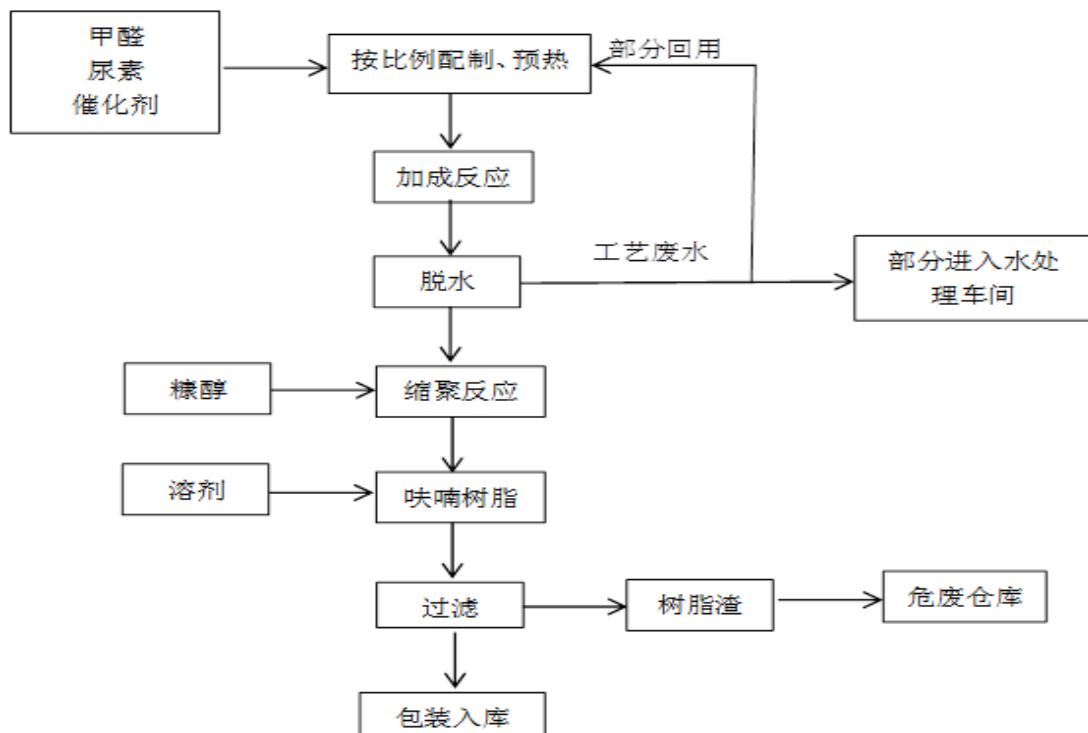 甲醛
尿素
催化剂
按比例配制、预热
部分回用
加成反应
脱水
工艺废水
部分进入水处
理车间
糠醇
缩聚反应
溶剂
呋喃树脂
过滤
树脂渣
危废仓库
包装入库